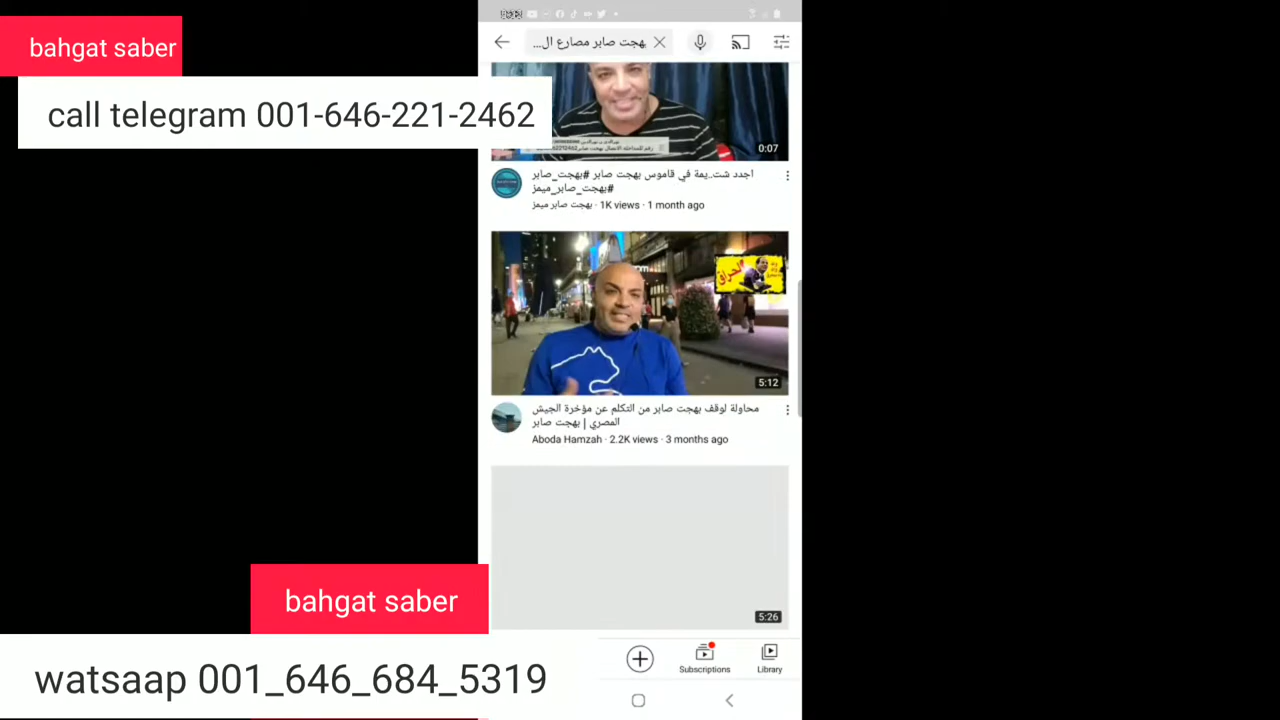 bahgat saber
call telegram 001-646-221-2462
بهجت صابر مصارع ال...
0:07
اجدد شت..يمة في قاموس بهجت صابر #بهجت_صابر
#بهجت_صابر_ميمز
بهجت صابر ميمز · 1K views · 1 month ago
الحراق
5:12
محاولة لوقف بهجت صابر من التكلم عن مؤخرة الجيش
المصري | بهجت صابر
Aboda Hamzah · 2.2K views · 3 months ago
5:26
bahgat saber
Subscriptions
Library
watsaap 001_646_684_5319